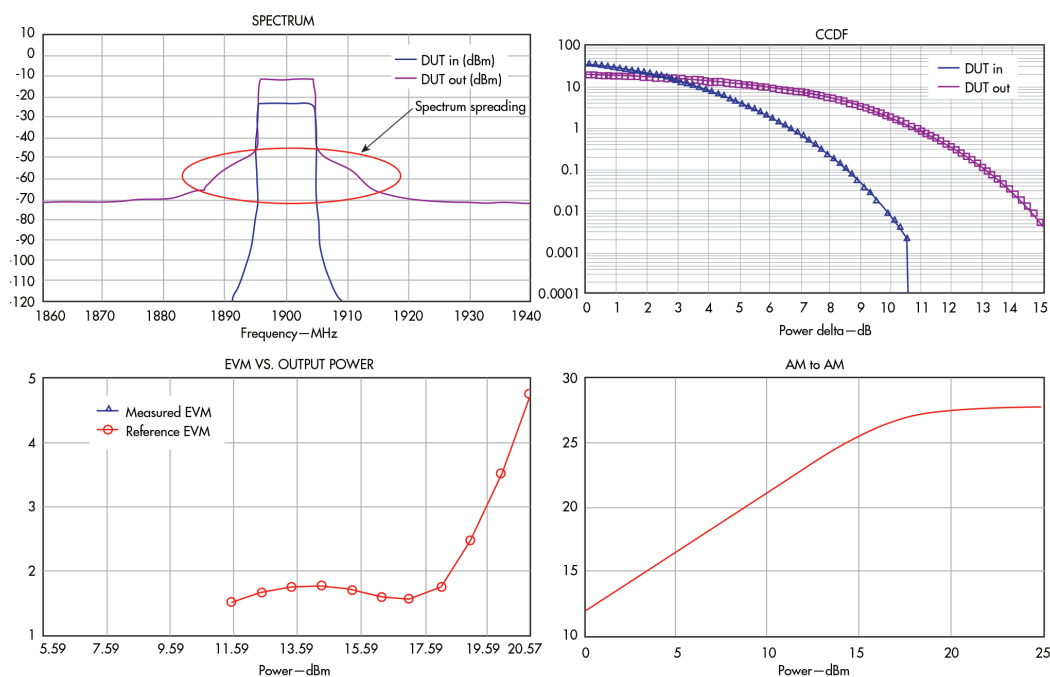 SPECTRUM
10
0
-10
-20
-30
-40
-50
-60
-70
-80
-90
-100
-110
-120
DUT in (dBm)
DUT out (dBm)
Spectrum spreading
1860 1870 1880 1890 1900 1910 1920 1930 1940
Frequency—MHz
CCDF
100
10
1
0.1
0.01
0.001
0.0001
DUT in
DUT out
0 1 2 3 4 5 6 7 8 9 10 11 12 13 14 15
Power delta—dB
EVM VS. OUTPUT POWER
5
4
3
2
1
Measured EVM
Reference EVM
5.59 7.59 9.59 11.59 13.59 15.59 17.59 19.59 20.57
Power—dBm
AM to AM
30
25
20
15
10
0 5 10 15 20 25
Power—dBm